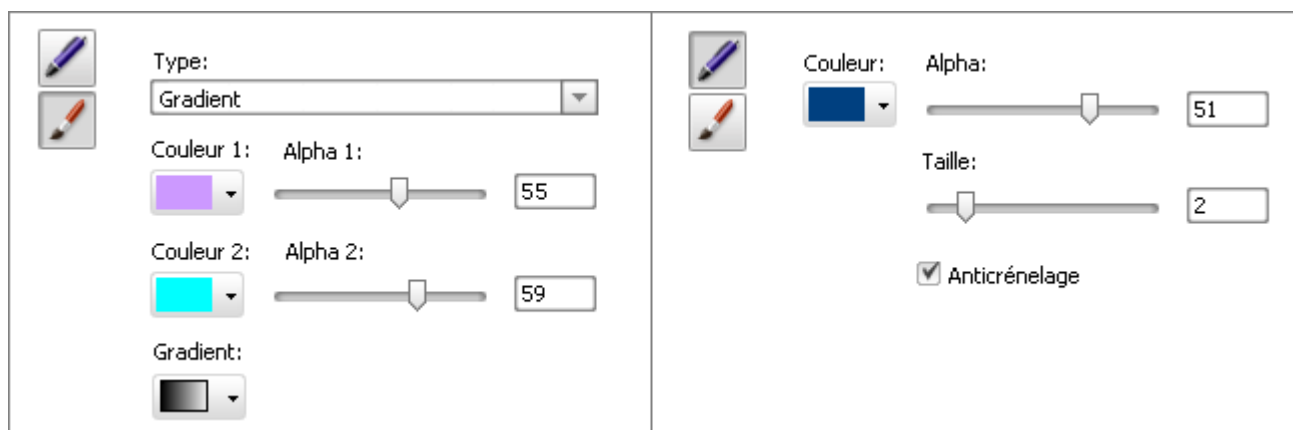 Type:
Gradient
Couleur 1: Alpha 1:
55
Couleur 2: Alpha 2:
59
Gradient:
Couleur: Alpha:
51
Taille:
2
Anticrénelage